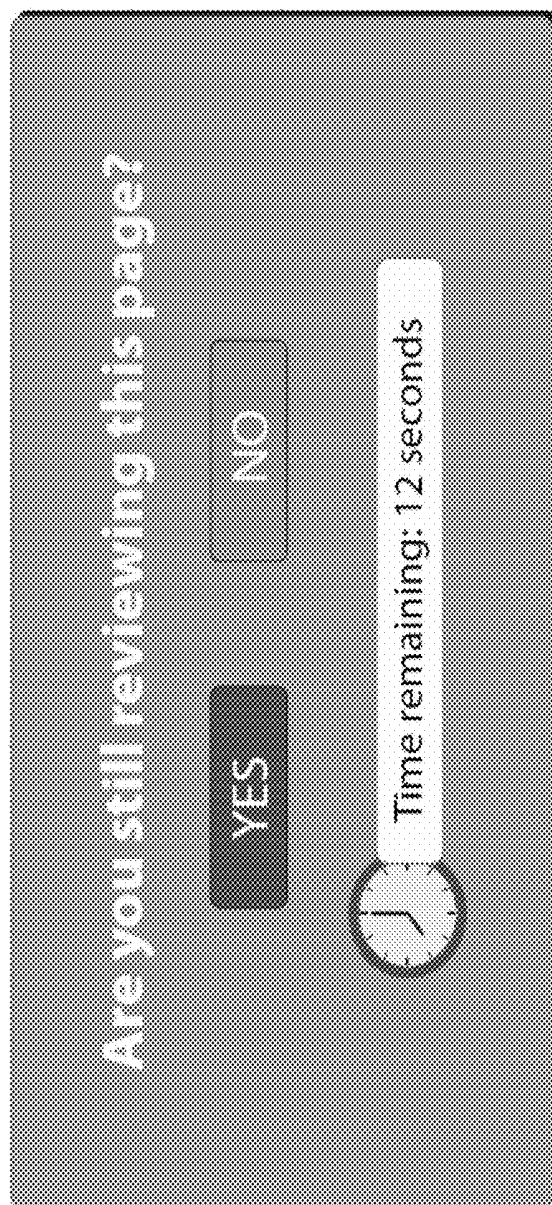 Are you still reviewing this page?
YES NO
Time remaining: 12 seconds